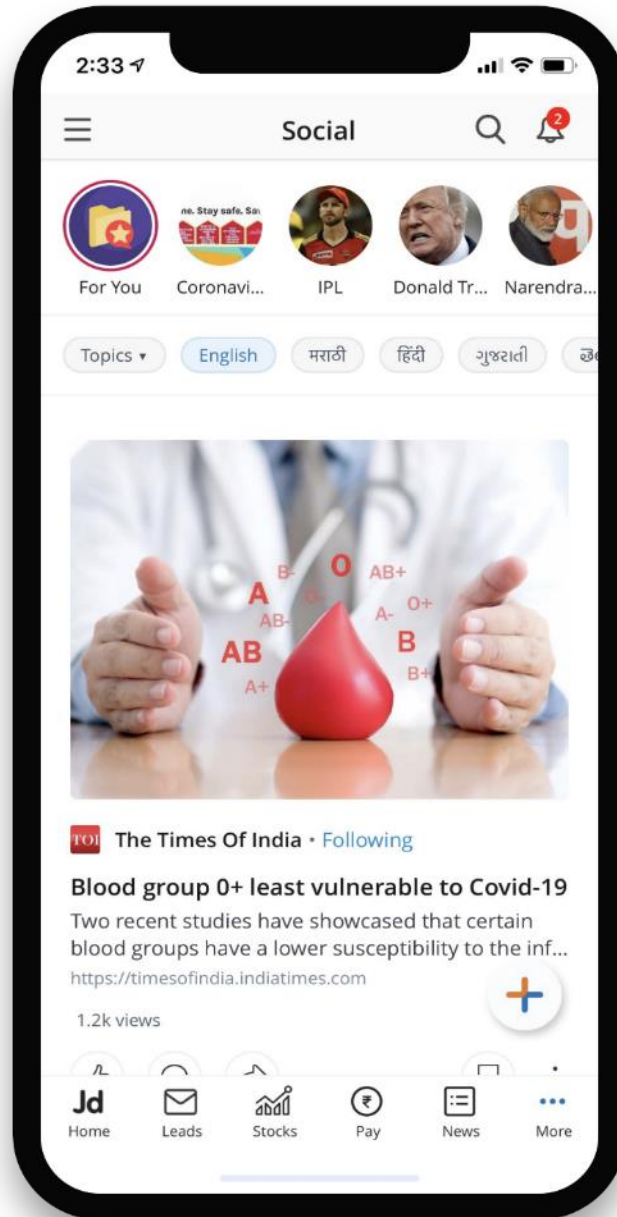 2:33
Social
2
ne. Stay safe. Sa
For You
Coronavi...
IPL
Donald Tr...
Narendra...
Topics
English
मराठी
हिंदी
ગુજરાતી
B-
O
AB+
A
O-
AB-
A-
O+
AB
B
A+
B+
TOI
The Times Of India • Following
Blood group 0+ least vulnerable to Covid-19
Two recent studies have showcased that certain
blood groups have a lower susceptibility to the inf...
https://timesofindia.indiatimes.com
1.2k views
Jd
Home
Leads
Stocks
₹
Pay
News
More